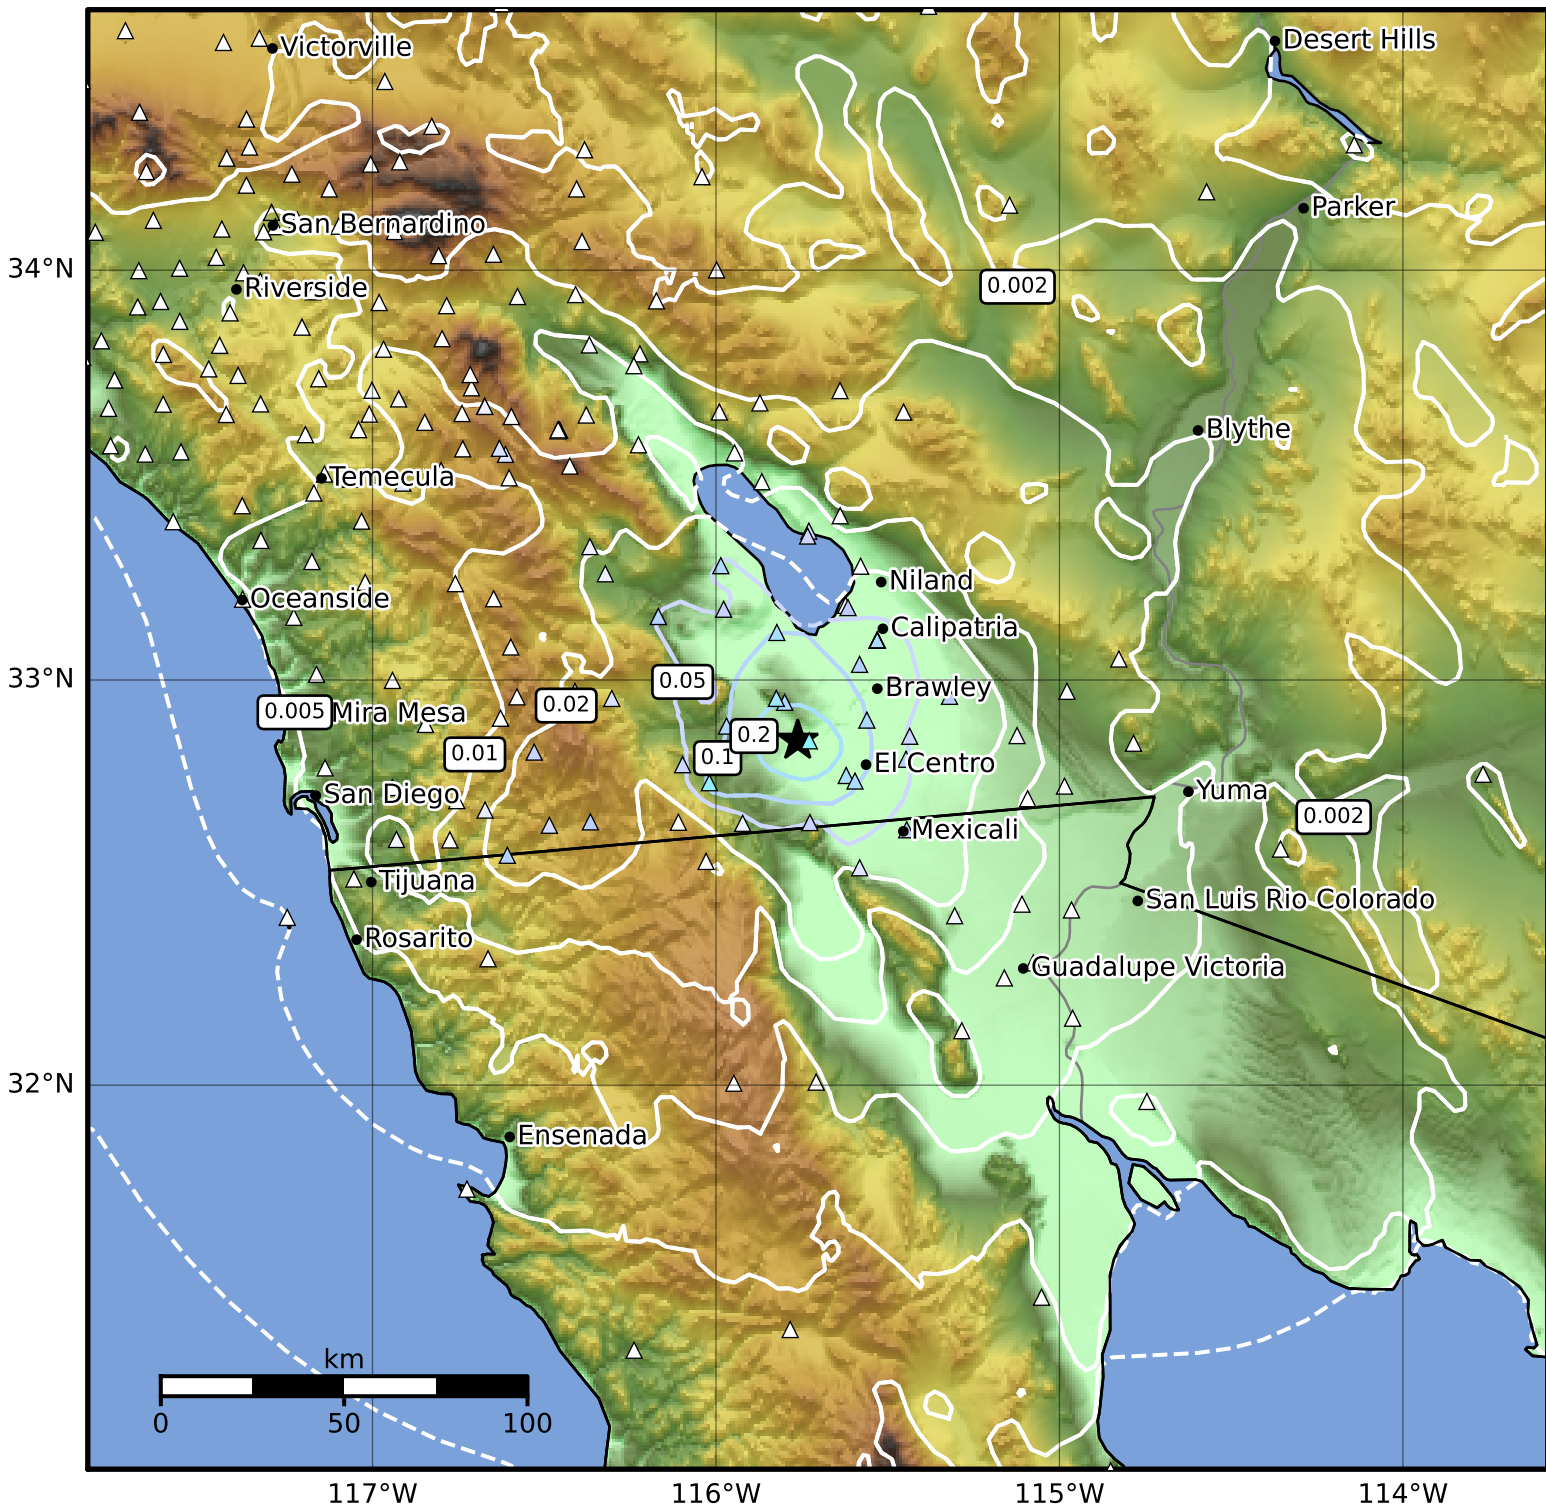 Victorville
Desert Hills
Parker
San Bernardino
34°N
Riverside
0.002
Blythe
Temecula
Niland
Oceanside
Calipatria
33°N
0.05
Brawley
0.005
Mira Mesa
0.02
0.01
0.2
0.1
El Centro
San Diego
Yuma
0.002
Mexicali
Tijuana
San Luis Rio Colorado
Rosarito
Guadalupe Victoria
32°N
Ensenada
km
0 50 100
117°W 116°W 115°W 114°W